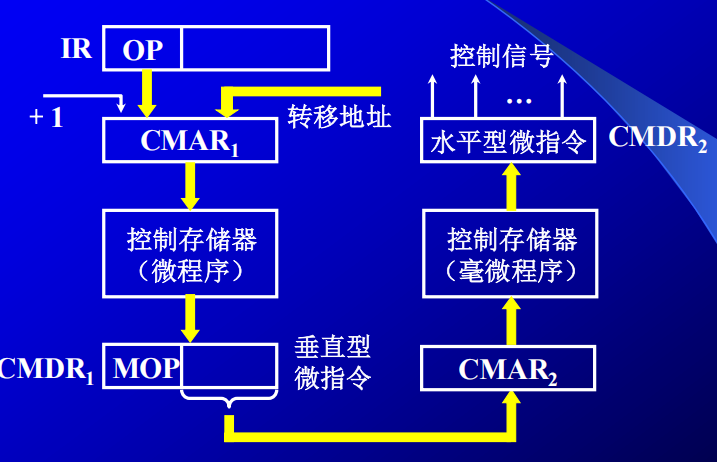 IR
OP
+1
转移地址
CMAR1
控制存储器
（微程序）
CMDR1
MOP
垂直型
微指令
控制信号
…
水平型微指令
CMDR2
控制存储器
（毫微程序）
CMAR2